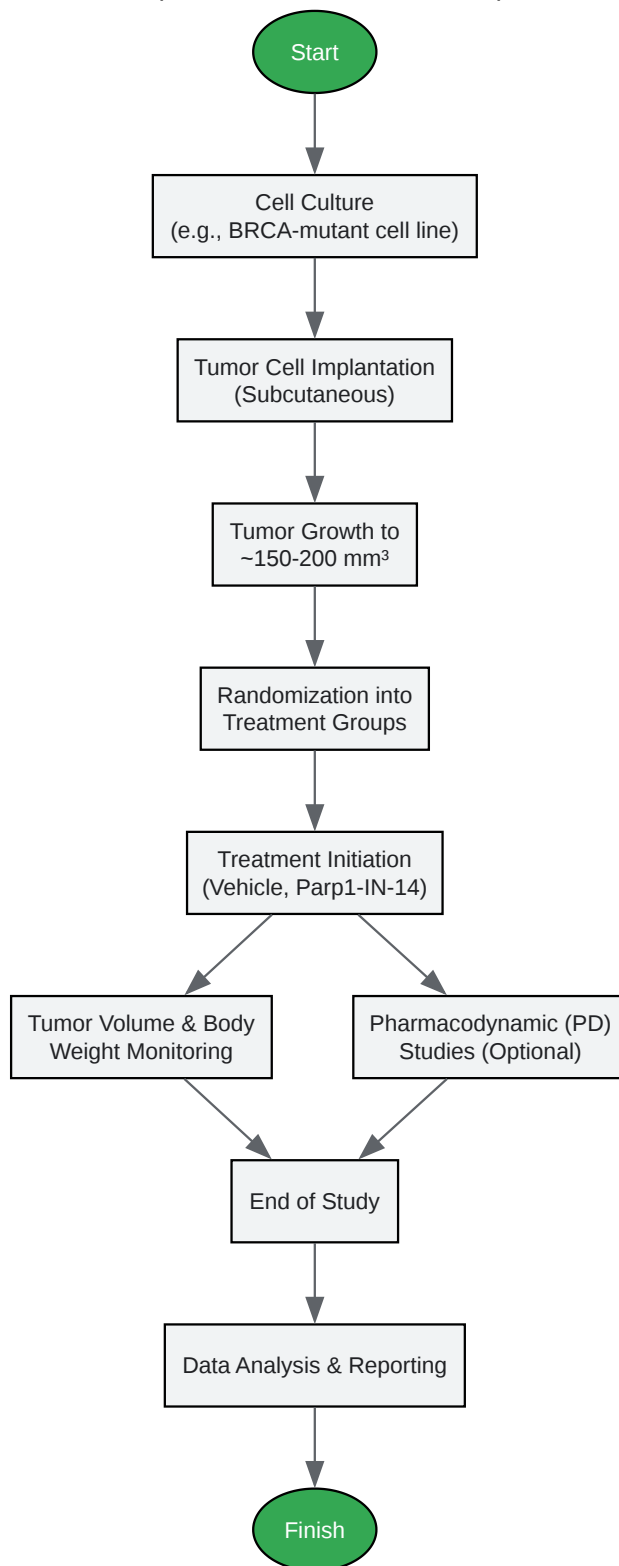 Start
Cell Culture
(e.g., BRCA-mutant cell line)
Tumor Cell Implantation
(Subcutaneous)
Tumor Growth to
~150-200 mm³
Randomization into
Treatment Groups
Treatment Initiation
(Vehicle, Parp1-IN-14)
Tumor Volume & Body
Weight Monitoring
Pharmacodynamic (PD)
Studies (Optional)
End of Study
Data Analysis & Reporting
Finish